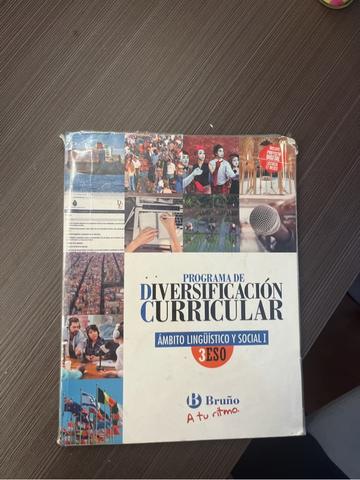 PROGRAMA DE
DIVERSIFICACIÓN
CURRICULAR
ÁMBITO LINGÜÍSTICO Y SOCIAL I
3ESO
B Bruño
A tu ritmo.